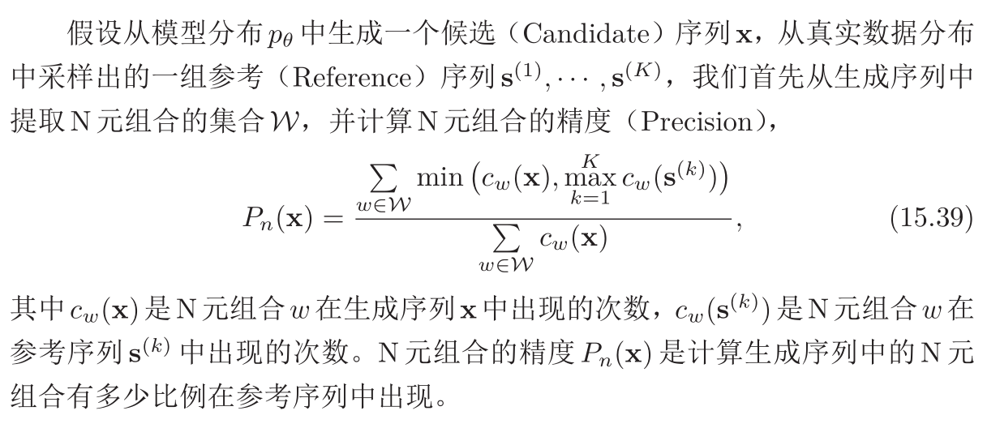 假设从模型分布 $p_\theta$ 中生成一个候选（Candidate）序列 $\mathbf{x}$，从真实数据分布
中采样出的一组参考（Reference）序列 $\mathbf{s}^{(1)}, \cdots, \mathbf{s}^{(K)}$，我们首先从生成序列中
提取 N 元组合的集合 $\mathcal{W}$，并计算 N 元组合的精度（Precision），
$P_n(\mathbf{x}) = \frac{\sum_{w \in \mathcal{W}} \min\left(c_w(\mathbf{x}), \max_{k=1}^{K} c_w(\mathbf{s}^{(k)})\right)}{\sum_{w \in \mathcal{W}} c_w(\mathbf{x})},$ (15.39)
其中 $c_w(\mathbf{x})$ 是 N 元组合 $w$ 在生成序列 $\mathbf{x}$ 中出现的次数，$c_w(\mathbf{s}^{(k)})$ 是 N 元组合 $w$ 在
参考序列 $\mathbf{s}^{(k)}$ 中出现的次数。N 元组合的精度 $P_n(\mathbf{x})$ 是计算生成序列中的 N 元
组合有多少比例在参考序列中出现。